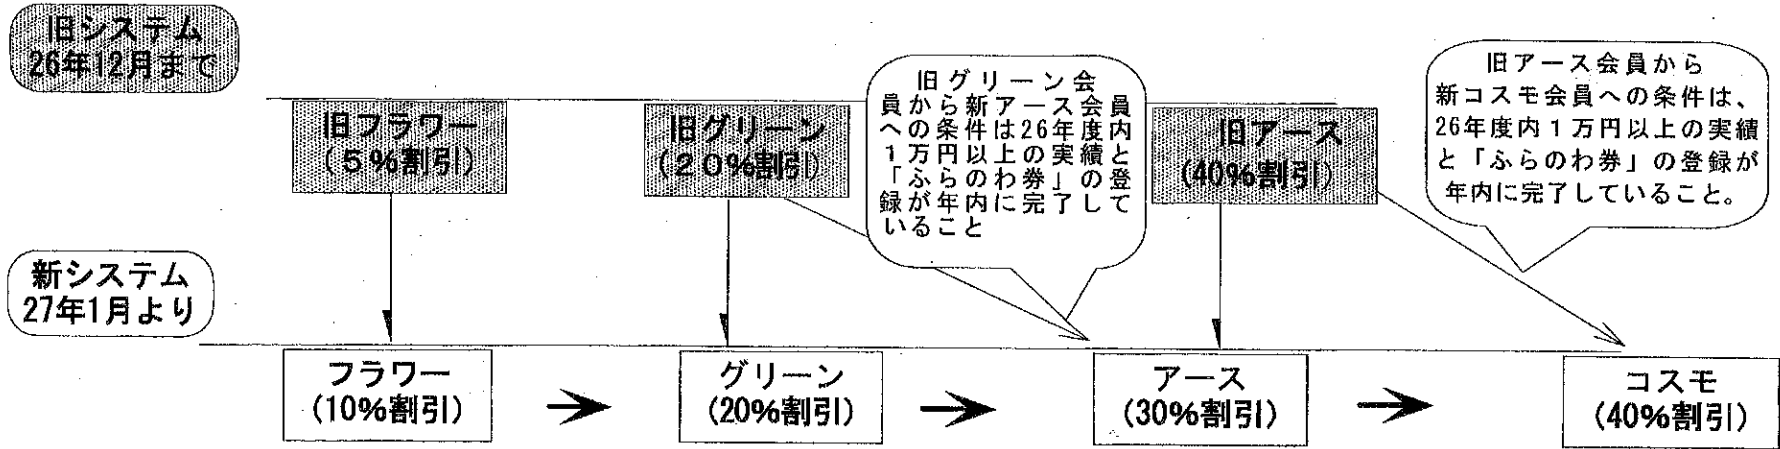 旧システム
26年12月まで
旧フラワー
(5%割引)
旧グリーン
(20%割引)
旧アース
(40%割引)
旧グリーン会
員から新アース会員
への条件は26年度内
1万円以上の実績と
「ふらのわ券」の登
録が年内に完了して
いること
旧アース会員から
新コスモ会員への条件は、
26年度内1万円以上の実績
と「ふらのわ券」の登録が
年内に完了していること。
新システム
27年1月より
フラワー
(10%割引)
グリーン
(20%割引)
アース
(30%割引)
コスモ
(40%割引)